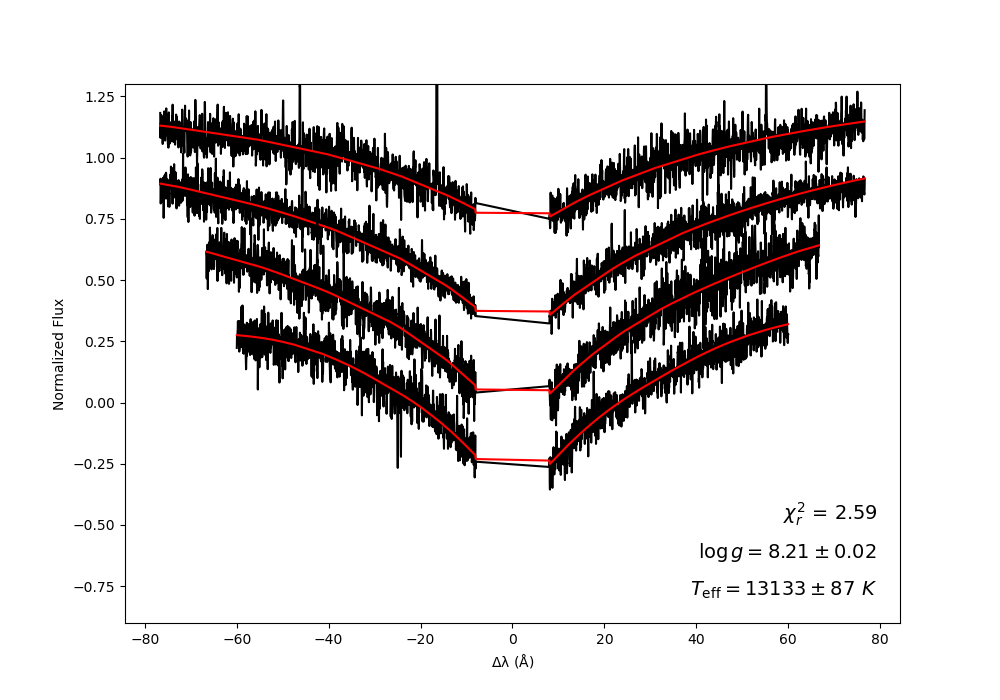 1.25
1.00
0.75
0.50
0.25
0.00
−0.25
−0.50
−0.75
Normalized Flux
χ²ᵣ = 2.59
log g = 8.21 ± 0.02
T_eff = 13133 ± 87 K
−80 −60 −40 −20 0 20 40 60 80
Δλ (Å)